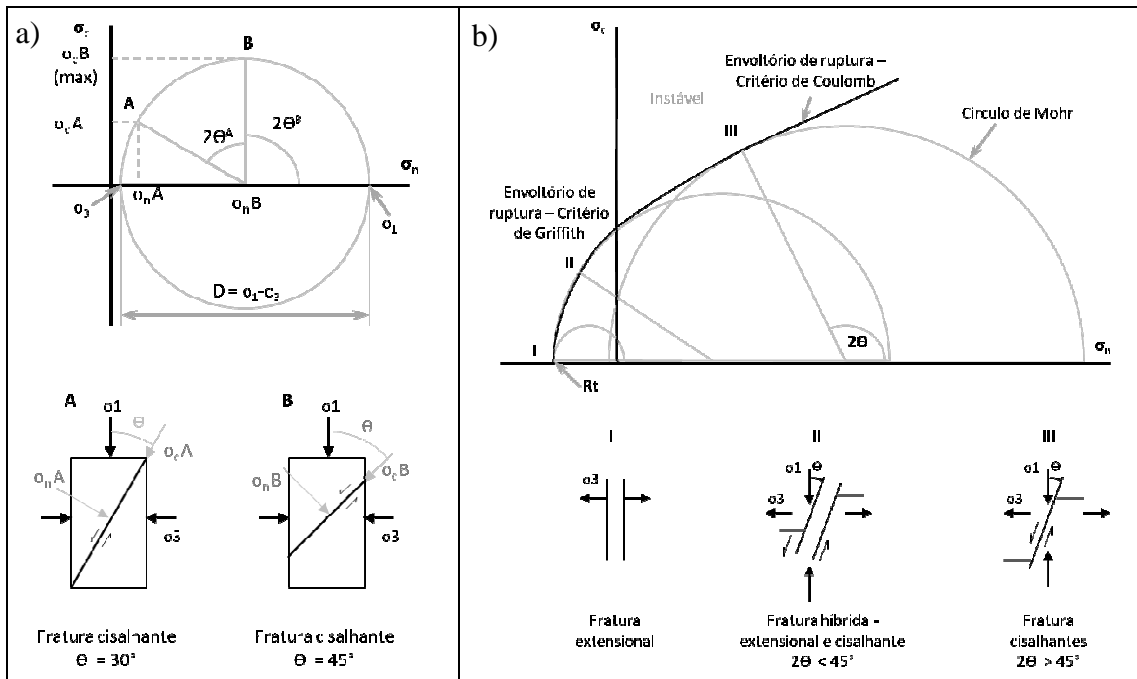 a)
σc
σcB
(max)
B
A
σcA
2Θᴬ
2Θᴮ
σn
σ3
σnA
σnB
σ1
D = σ1-σ3
A
σ1
Θ
σcA
σnA
σ3
Fratura cisalhante
Θ = 30°
B
σ1
Θ
σcB
σnB
σ3
Fratura cisalhante
Θ = 45°
b)
σc
Envoltório de ruptura –
Critério de Coulomb
Instável
Circulo de Mohr
III
Envoltório de
ruptura – Critério
de Griffith
II
2Θ
I
σn
Rt
I
σ3
Fratura
extensional
II
σ1
Θ
σ3
Fratura híbrida -
extensional e cisalhante
2Θ < 45°
III
σ1
Θ
σ3
Fratura
cisalhantes
2Θ > 45°